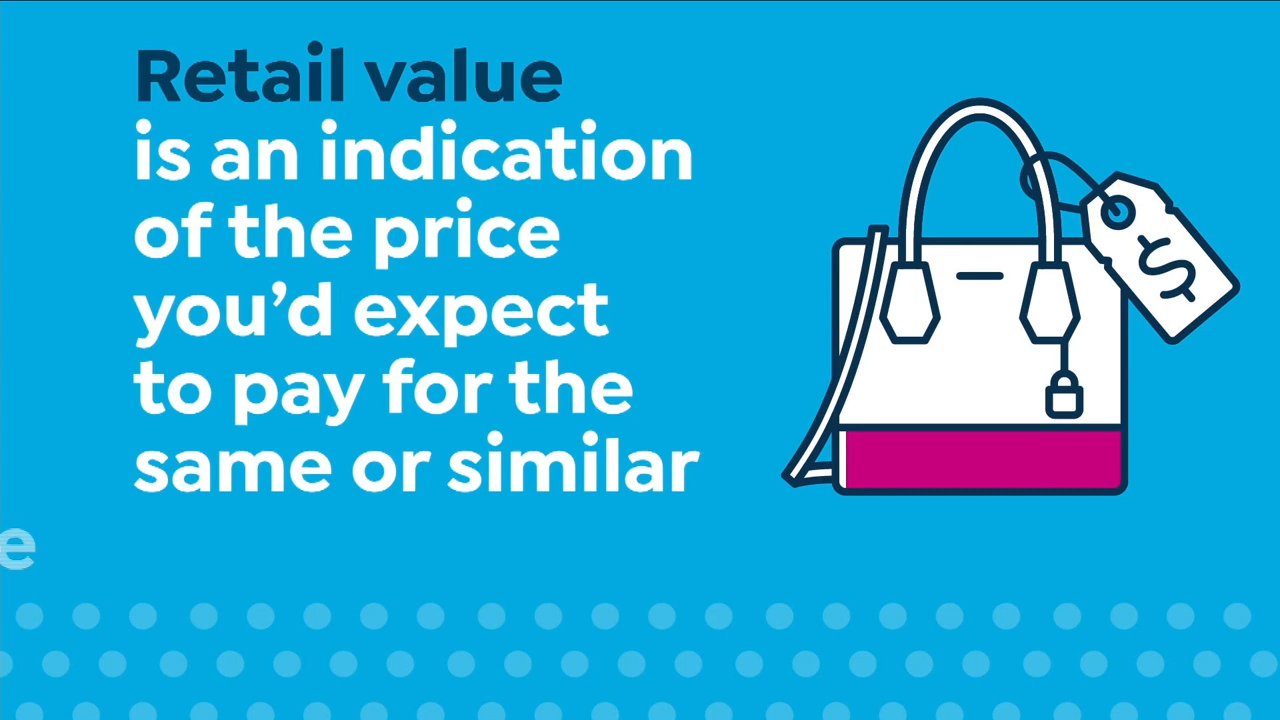 Retail value
is an indication
of the price
you’d expect
to pay for the
same or similar
e
$